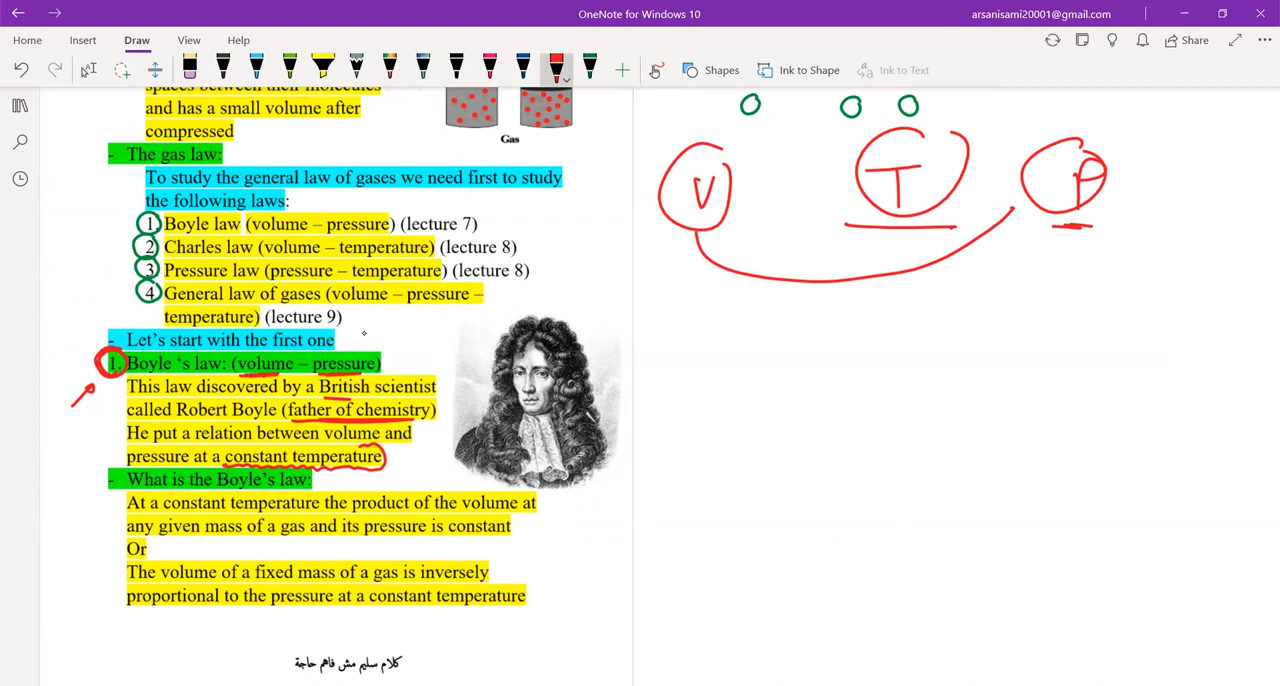 OneNote for Windows 10
arsanisami20001@gmail.com
Home Insert Draw View Help
Share
Shapes
Ink to Shape
Ink to Text
spaces between their molecules
and has a small volume after
compressed
Gas
- The gas law:
To study the general law of gases we need first to study
the following laws:
1. Boyle law (volume – pressure) (lecture 7)
2. Charles law (volume – temperature) (lecture 8)
3. Pressure law (pressure – temperature) (lecture 8)
4. General law of gases (volume – pressure –
temperature) (lecture 9)
- Let's start with the first one
1. Boyle 's law: (volume – pressure)
This law discovered by a British scientist
called Robert Boyle (father of chemistry)
He put a relation between volume and
pressure at a constant temperature
- What is the Boyle's law:
At a constant temperature the product of the volume at
any given mass of a gas and its pressure is constant
Or
The volume of a fixed mass of a gas is inversely
proportional to the pressure at a constant temperature
كلام سليم مش فاهم حاجة
V T P